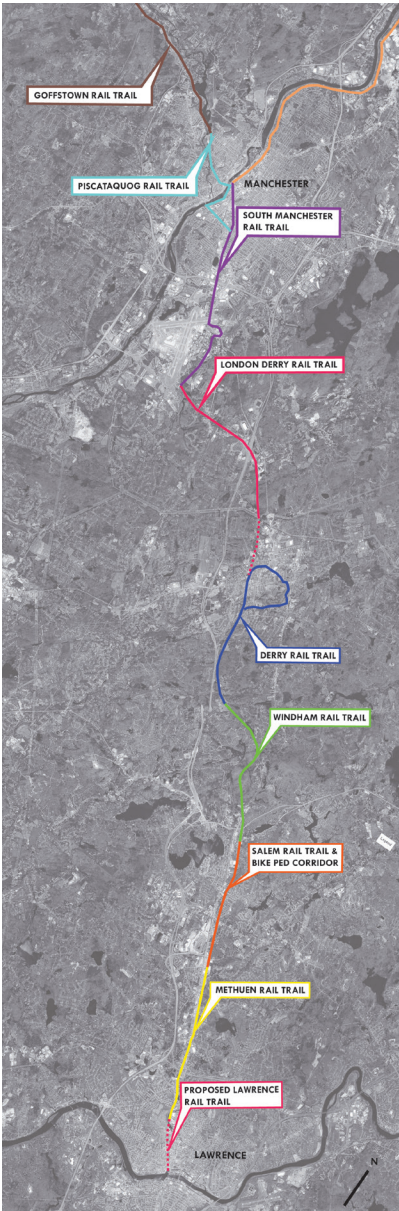 GOFFSTOWN RAIL TRAIL
PISCATAQUOG RAIL TRAIL
MANCHESTER
SOUTH MANCHESTER
RAIL TRAIL
LONDON DERRY RAIL TRAIL
DERRY RAIL TRAIL
WINDHAM RAIL TRAIL
SALEM RAIL TRAIL &
BIKE PED CORRIDOR
METHUEN RAIL TRAIL
PROPOSED LAWRENCE
RAIL TRAIL
LAWRENCE
N